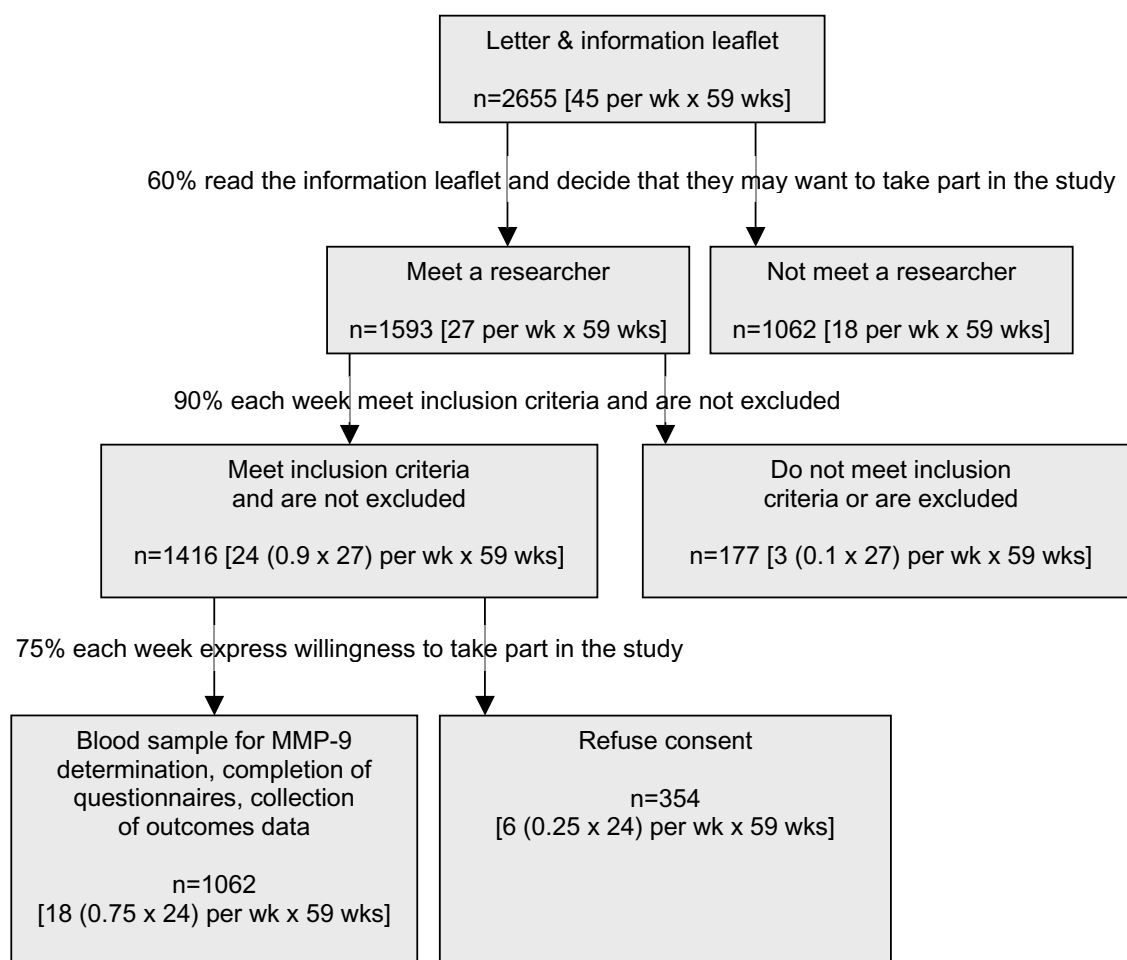 Letter & information leaflet
n=2655 [45 per wk x 59 wks]
60% read the information leaflet and decide that they may want to take part in the study
Meet a researcher
n=1593 [27 per wk x 59 wks]
Not meet a researcher
n=1062 [18 per wk x 59 wks]
90% each week meet inclusion criteria and are not excluded
Meet inclusion criteria
and are not excluded
n=1416 [24 (0.9 x 27) per wk x 59 wks]
Do not meet inclusion
criteria or are excluded
n=177 [3 (0.1 x 27) per wk x 59 wks]
75% each week express willingness to take part in the study
Blood sample for MMP-9
determination, completion of
questionnaires, collection
of outcomes data
n=1062
[18 (0.75 x 24) per wk x 59 wks]
Refuse consent
n=354
[6 (0.25 x 24) per wk x 59 wks]